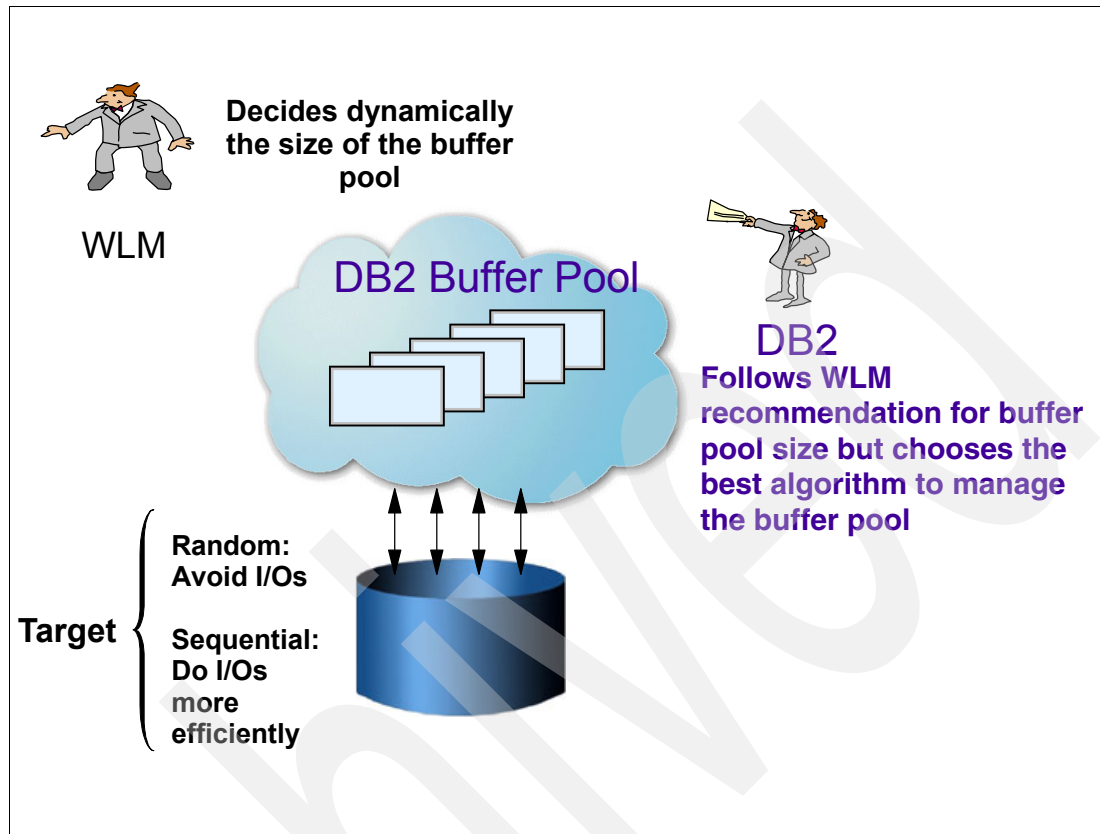 Decides dynamically
the size of the buffer
pool
WLM
DB2 Buffer Pool
DB2
Follows WLM
recommendation for buffer
pool size but chooses the
best algorithm to manage
the buffer pool
Random:
Avoid I/Os
Target
Sequential:
Do I/Os
more
efficiently